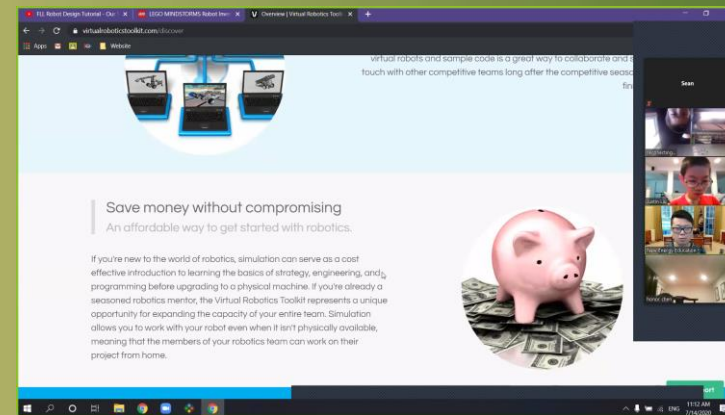 FLL Robot Design Tutorial - Our
LEGO MINDSTORMS Robot Inve
Overview | Virtual Robotics Tool
virtualroboticstoolkit.com/discover
Apps
Website
virtual robots and sample code is a great way to collaborate and s
touch with other competitive teams long after the competitive seaso
fin
Sean
Save money without compromising
An affordable way to get started with robotics.
If you're new to the world of robotics, simulation can serve as a cost
effective introduction to learning the basics of strategy, engineering, and
programming before upgrading to a physical machine. If you're already a
seasoned robotics mentor, the Virtual Robotics Toolkit represents a unique
opportunity for expanding the capacity of your entire team. Simulation
allows you to work with your robot even when it isn't physically available,
meaning that the members of your robotics team can work on their
project from home.
ort
ENG
11:12 AM
7/14/2020